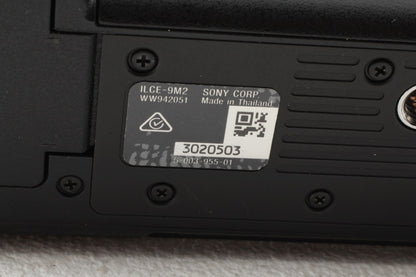 ILCE-9M2 SONY CORP.
WW942051 Made in Thailand
3020503
5-003-955-01